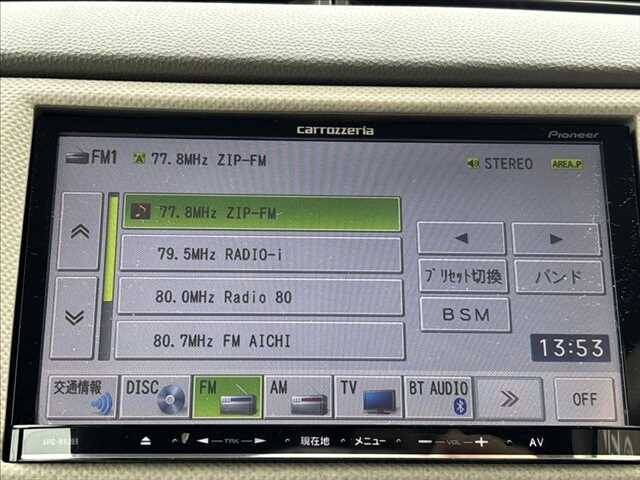 carrozzeria
Pioneer
FM1 77.8MHz ZIP-FM STEREO AREA.P
77.8MHz ZIP-FM
79.5MHz RADIO-i
80.0MHz Radio 80
80.7MHz FM AICHI
プリセット切換 バンド
BSM
13:53
交通情報 DISC FM AM TV BT AUDIO OFF
TRK 現在地 メニュー VOL AV